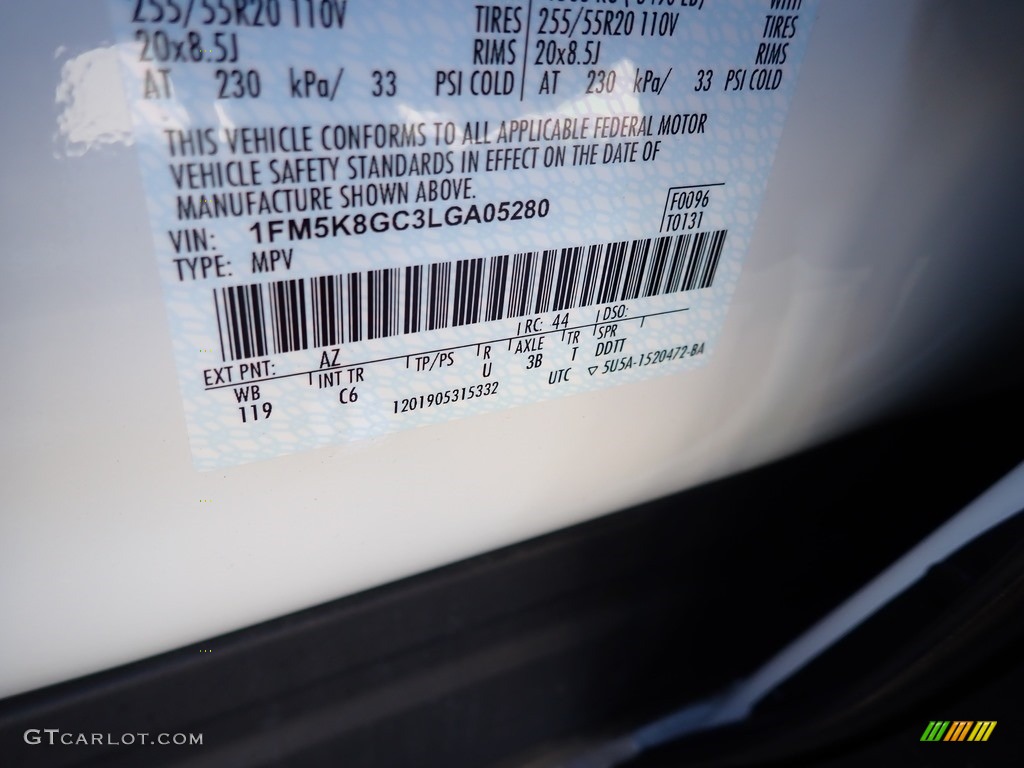 255/55R20 110V TIRES 255/55R20 110V TIRES
20x8.5J RIMS 20x8.5J RIMS
AT 230 kPa/ 33 PSI COLD AT 230 kPa/ 33 PSI COLD
THIS VEHICLE CONFORMS TO ALL APPLICABLE FEDERAL MOTOR
VEHICLE SAFETY STANDARDS IN EFFECT ON THE DATE OF
MANUFACTURE SHOWN ABOVE.
VIN: 1FM5K8GC3LGA05280 F0096
TYPE: MPV T0131
EXT PNT: AZ RC: 44 DSO:
WB INT TR TP/PS R AXLE TR SPR
119 C6 U 3B T DDTT
1201905315332 UTC ▽ 5U5A-1520472-BA
GTCARLOT.COM